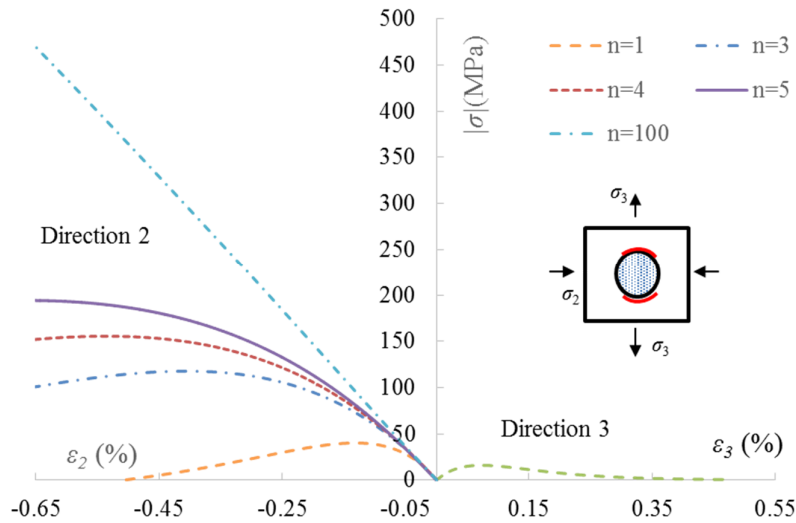 500
450
400
350
300
250
200
150
100
50
0
|σ|(MPa)
n=1
n=3
n=4
n=5
n=100
Direction 2
σ3
σ2
σ3
Direction 3
ε2 (%)
ε3 (%)
-0.65
-0.45
-0.25
-0.05
0.15
0.35
0.55